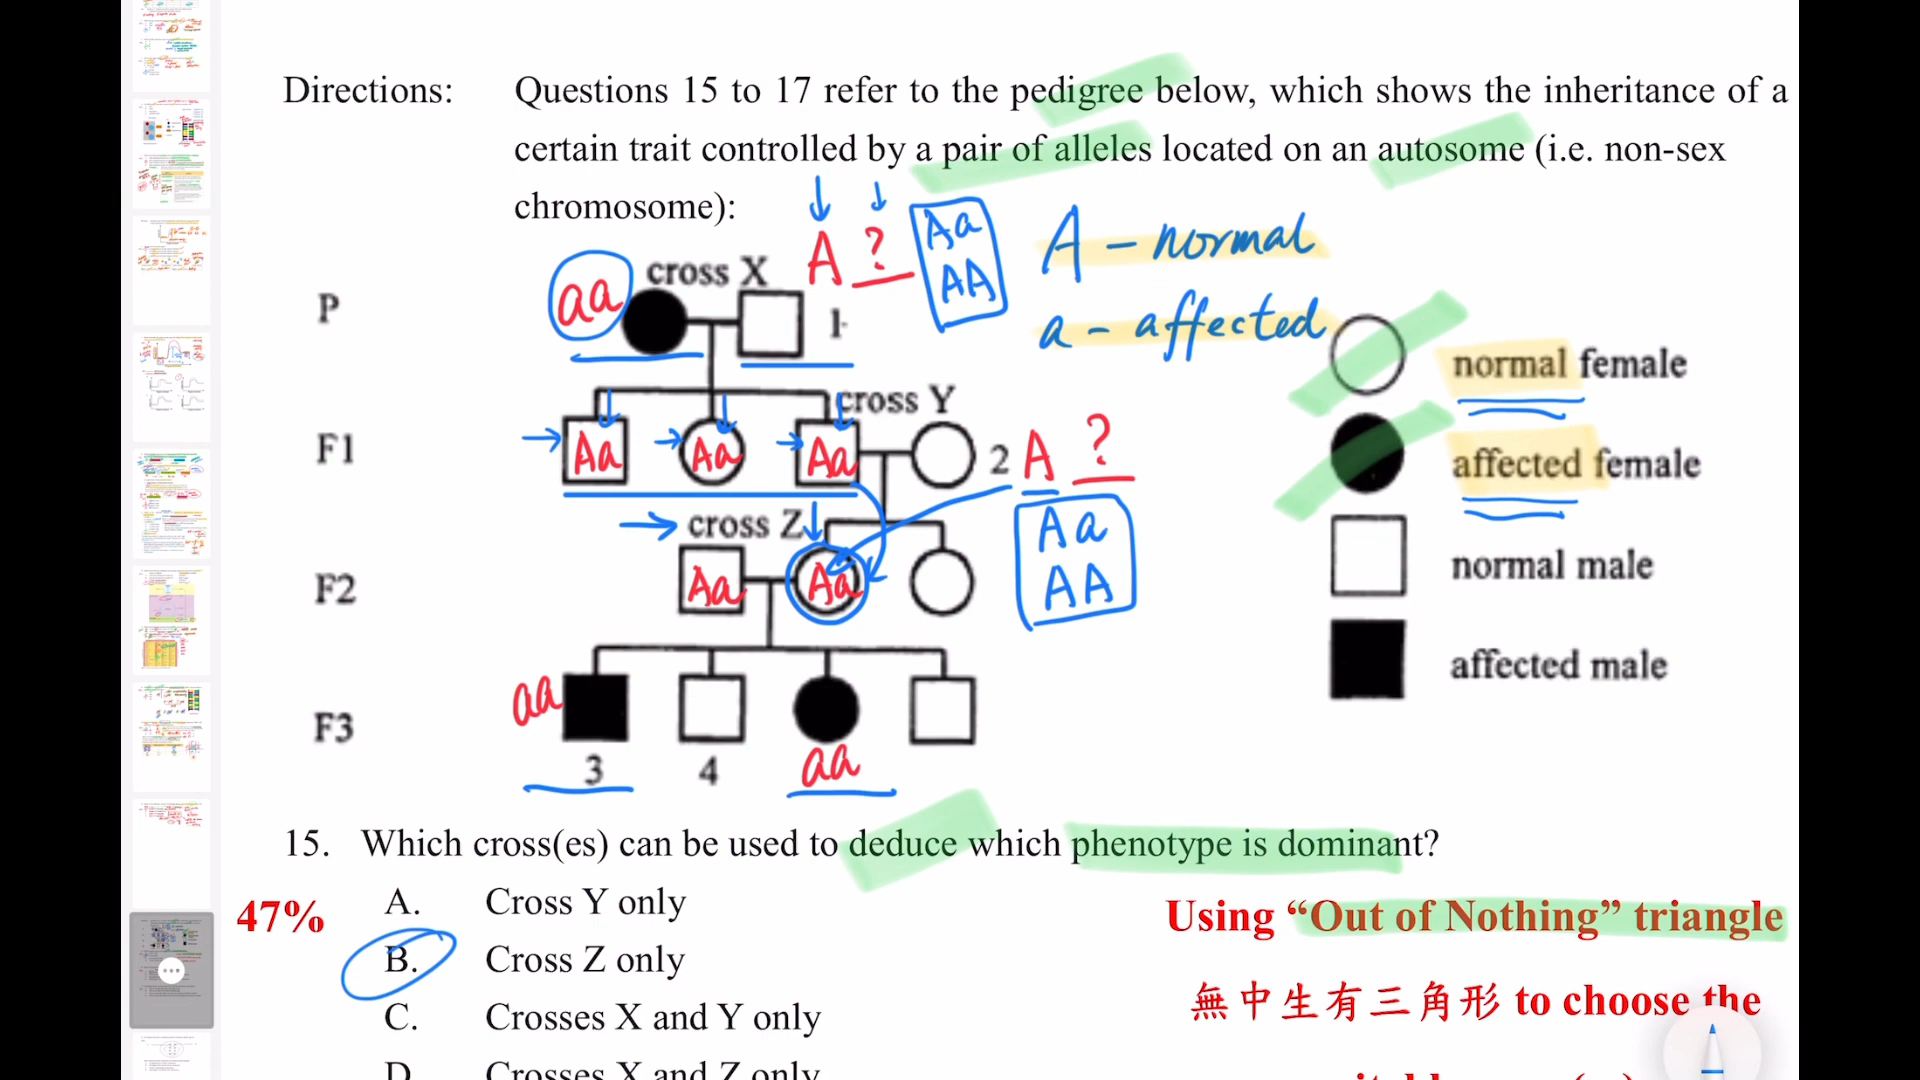 Directions: Questions 15 to 17 refer to the pedigree below, which shows the inheritance of a
certain trait controlled by a pair of alleles located on an autosome (i.e. non-sex
chromosome):
A ?
Aa
AA
A – normal
a – affected
P
aa
cross X
1
normal female
F1
Aa
Aa
Aa
cross Y
2
A ?
Aa
AA
affected female
cross Z
F2
Aa
Aa
normal male
F3
aa
3
4
aa
affected male
15. Which cross(es) can be used to deduce which phenotype is dominant?
47%
A. Cross Y only
Using “Out of Nothing” triangle
B. Cross Z only
無中生有三角形 to choose the
C. Crosses X and Y only
D. Crosses X and Z only